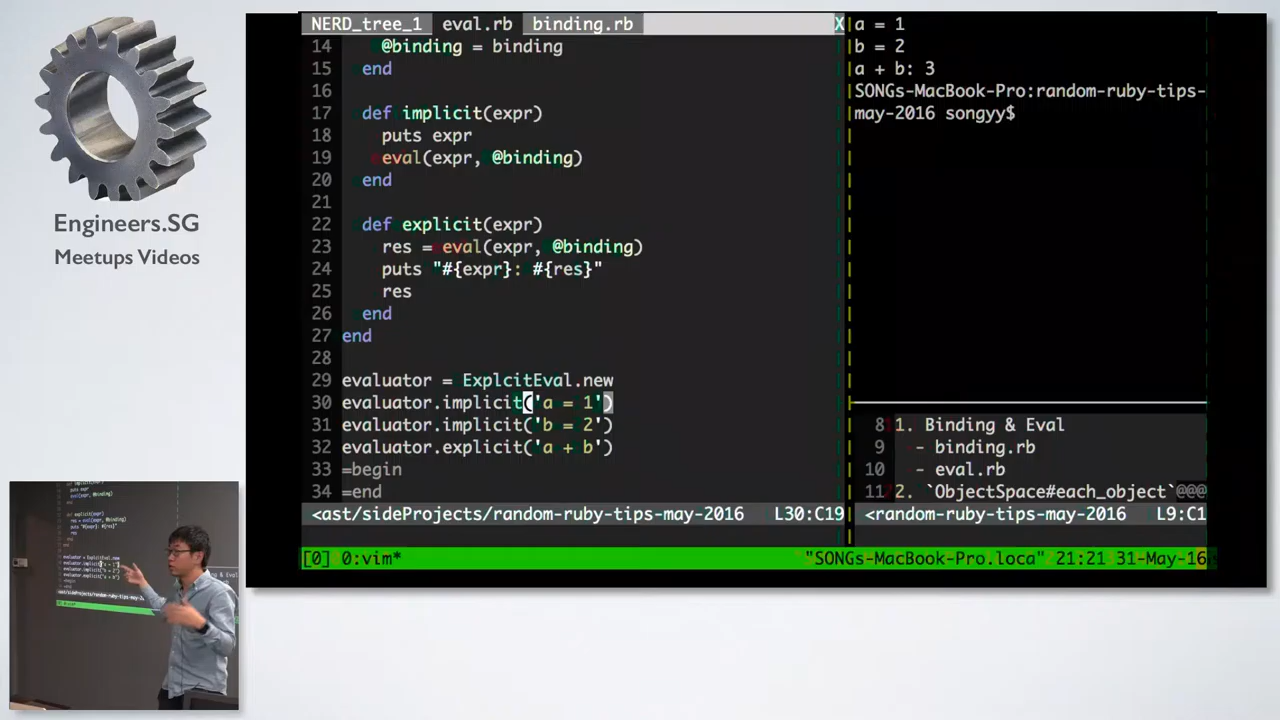 Engineers.SG
Meetups Videos
NERD_tree_1 eval.rb binding.rb X
14 @binding = binding
15 end
16
17 def implicit(expr)
18 puts expr
19 eval(expr, @binding)
20 end
21
22 def explicit(expr)
23 res = eval(expr, @binding)
24 puts "#{expr}: #{res}"
25 res
26 end
27 end
28
29 evaluator = ExplcitEval.new
30 evaluator.implicit('a = 1')
31 evaluator.implicit('b = 2')
32 evaluator.explicit('a + b')
33 =begin
34 =end
<ast/sideProjects/random-ruby-tips-may-2016 L30:C19
a = 1
b = 2
a + b: 3
SONGs-MacBook-Pro:random-ruby-tips-
may-2016 songyy$
8 1. Binding & Eval
9 - binding.rb
10 - eval.rb
11 2. `ObjectSpace#each_object`@@@
<random-ruby-tips-may-2016 L9:C1
[0] 0:vim* "SONGs-MacBook-Pro.loca" 21:21 31-May-16